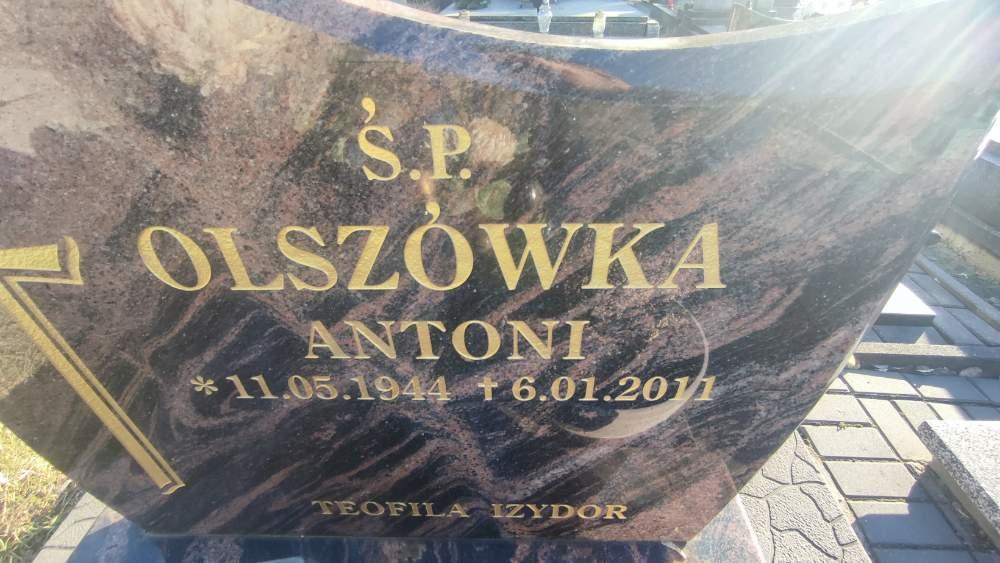 Ś.P.
OLSZÓWKA
ANTONI
* 11.05.1944 † 6.01.2011
TEOFILA IZYDOR